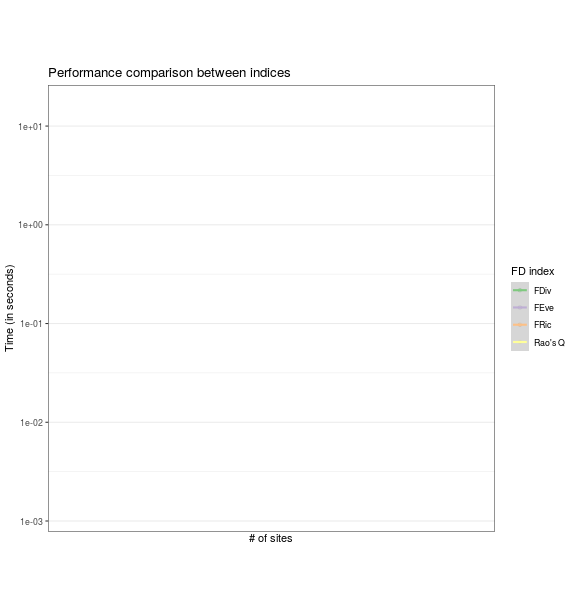 Performance comparison between indices
1e+01
1e+00
1e-01
1e-02
1e-03
Time (in seconds)
# of sites
FD index
FDiv
FEve
FRic
Rao's Q